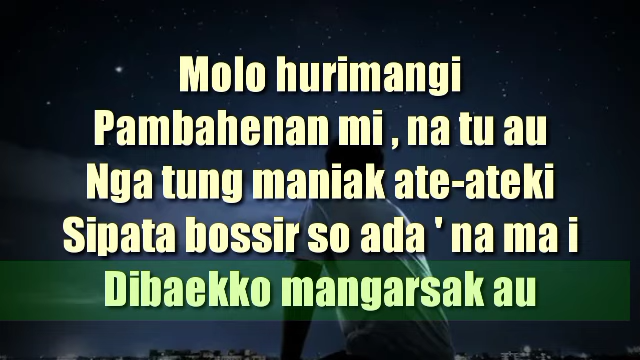 Molo hurimangi
Pambahenan mi , na tu au
Nga tung maniak ate-ateki
Sipata bossir so ada ' na ma i
Dibaekko mangarsak au